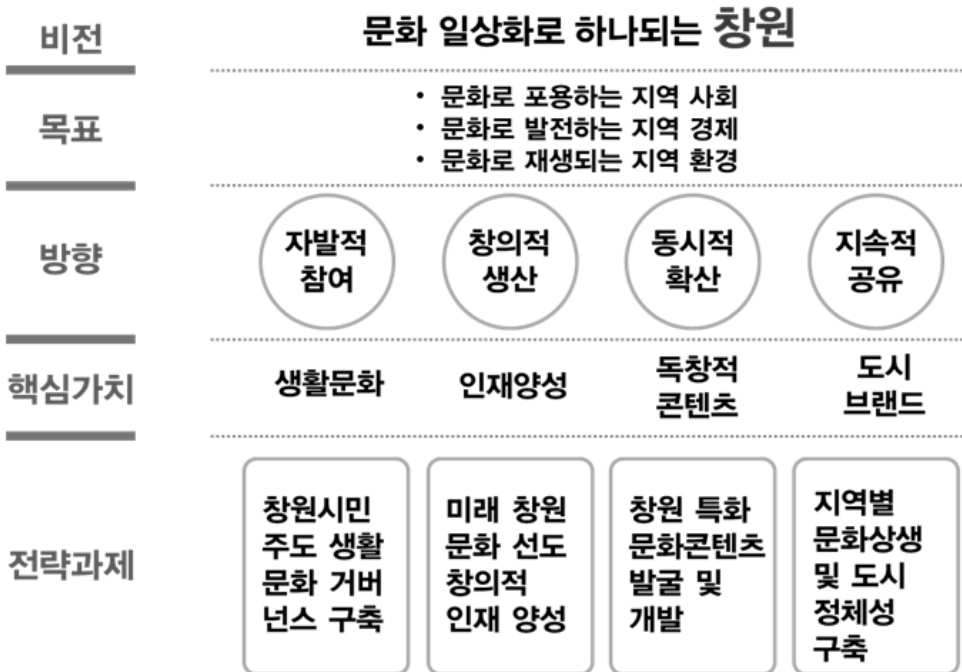 비전
문화 일상화로 하나되는 창원
목표
• 문화로 포용하는 지역 사회
• 문화로 발전하는 지역 경제
• 문화로 재생되는 지역 환경
방향
자발적
참여
창의적
생산
동시적
확산
지속적
공유
핵심가치
생활문화
인재양성
독창적
콘텐츠
도시
브랜드
전략과제
창원시민
주도 생활
문화 거버
넌스 구축
미래 창원
문화 선도
창의적
인재 양성
창원 특화
문화콘텐츠
발굴 및
개발
지역별
문화상생
및 도시
정체성
구축